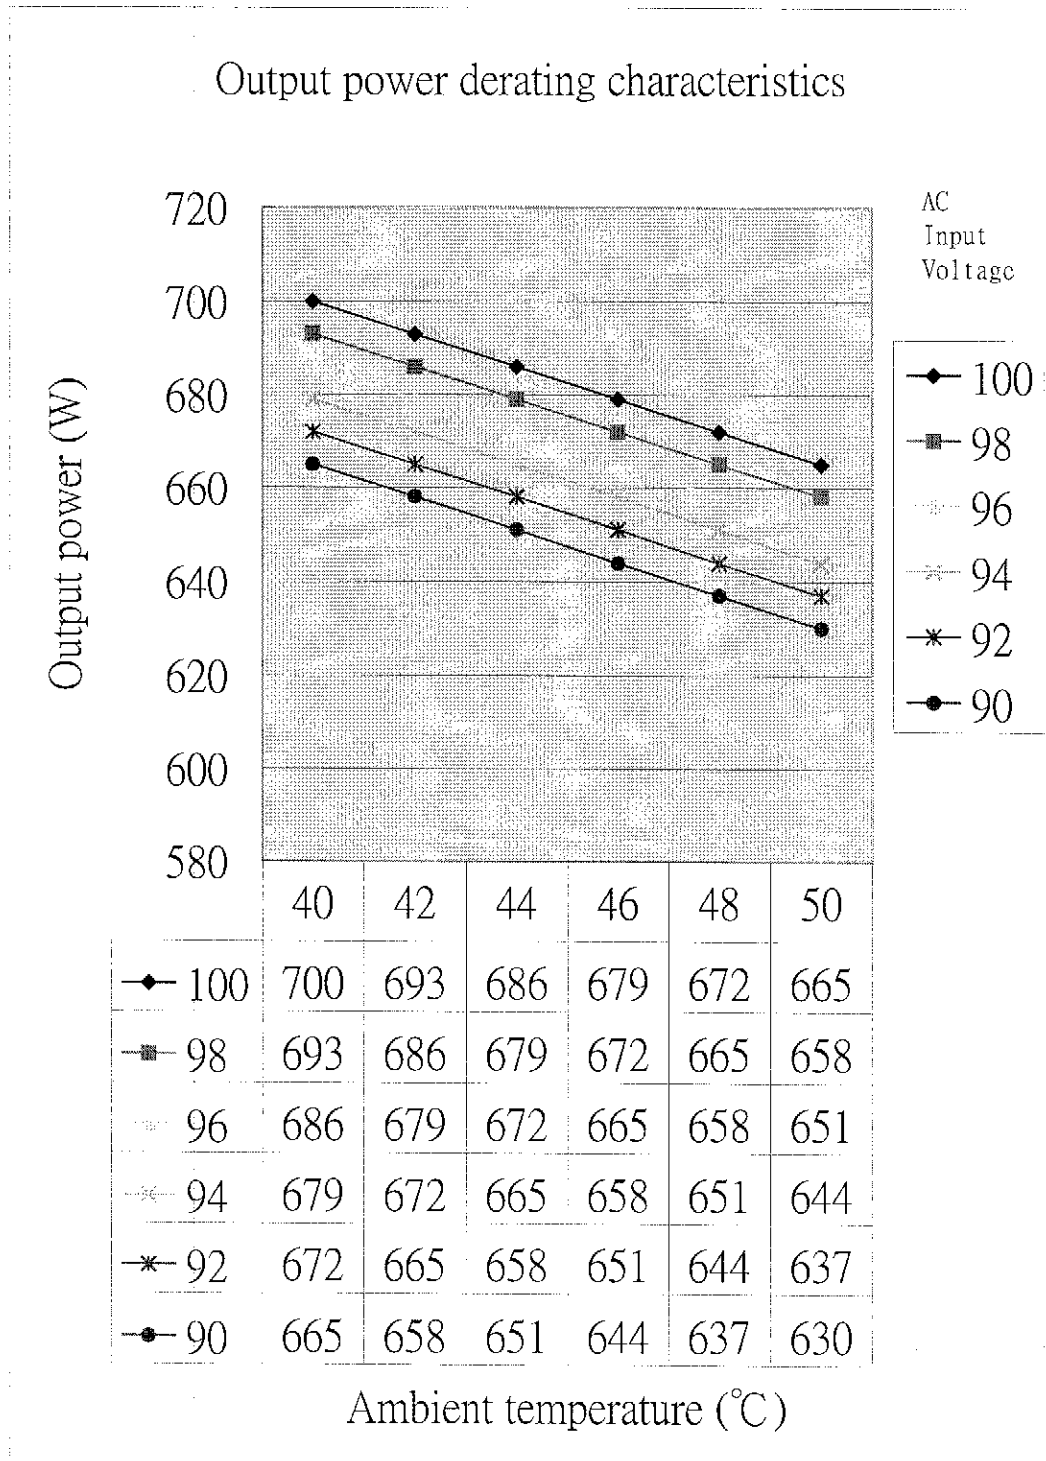 Output power derating characteristics
AC
Input
Voltage
720
700
680
660
640
620
600
580
Output power (W)
100
98
96
94
92
90
40 42 44 46 48 50
100 700 693 686 679 672 665
98 693 686 679 672 665 658
96 686 679 672 665 658 651
94 679 672 665 658 651 644
92 672 665 658 651 644 637
90 665 658 651 644 637 630
Ambient temperature (℃)